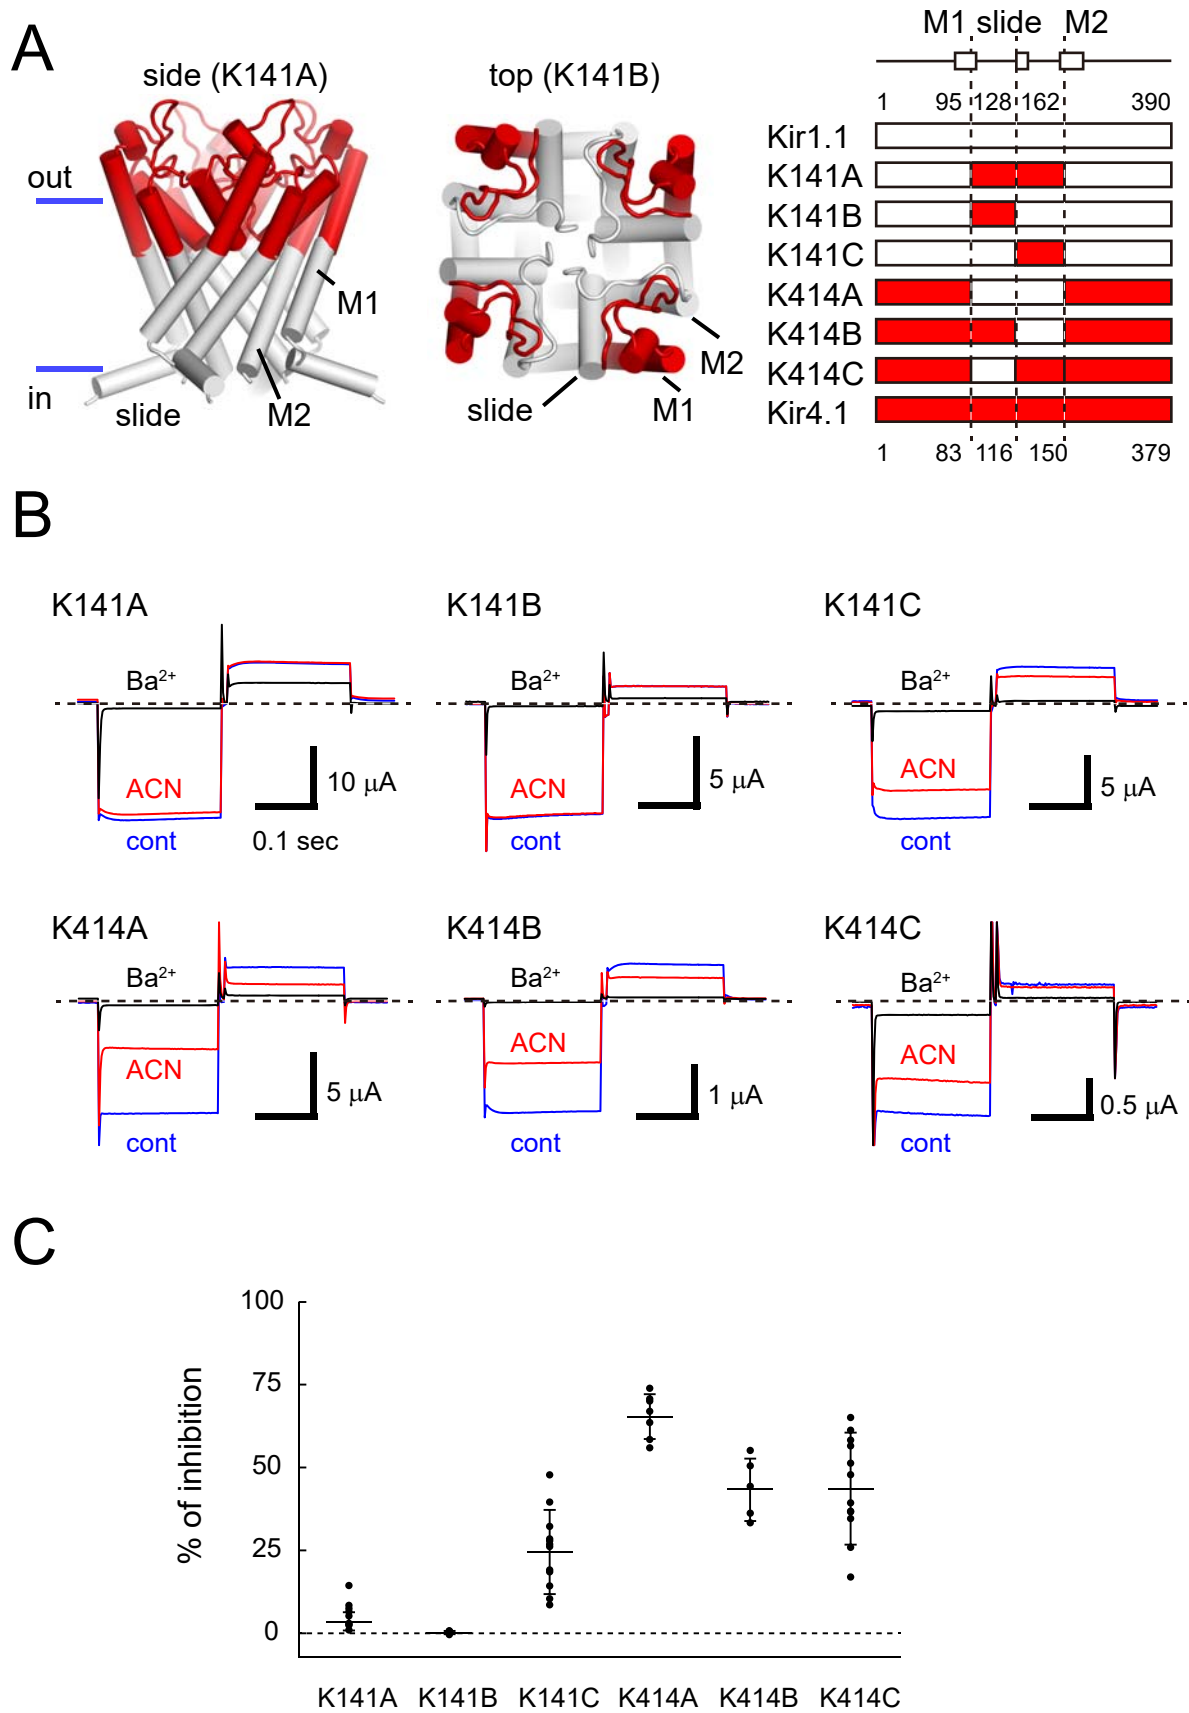 A
side (K141A)
top (K141B)
out
in
M1
M2
slide
M2
M1
slide
M1 slide M2
1 95 128 162 390
Kir1.1
K141A
K141B
K141C
K414A
K414B
K414C
Kir4.1
1 83 116 150 379
B
K141A
Ba2+
ACN
cont
10 μA
0.1 sec
K141B
Ba2+
ACN
cont
5 μA
K141C
Ba2+
ACN
cont
5 μA
K414A
Ba2+
ACN
cont
5 μA
K414B
Ba2+
ACN
cont
1 μA
K414C
Ba2+
ACN
cont
0.5 μA
C
% of inhibition
100
75
50
25
0
K141A K141B K141C K414A K414B K414C